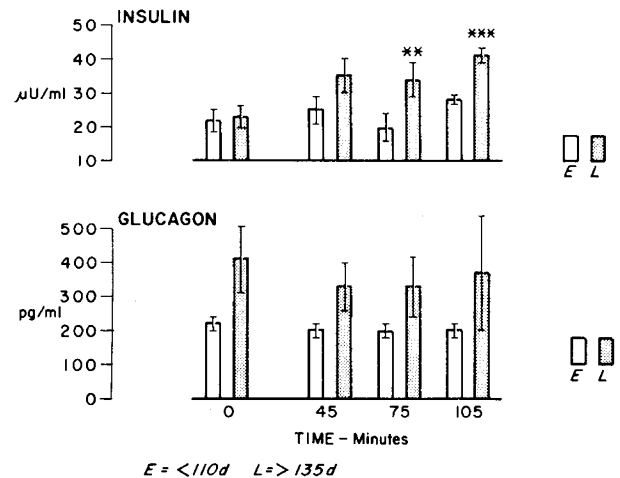 INSULIN
50
40
µU/ml 30
20
10
** ***
E L
GLUCAGON
500
400
300
pg/ml
200
100
0
E L
0 45 75 105
TIME – Minutes
E = <110d L=> 135d